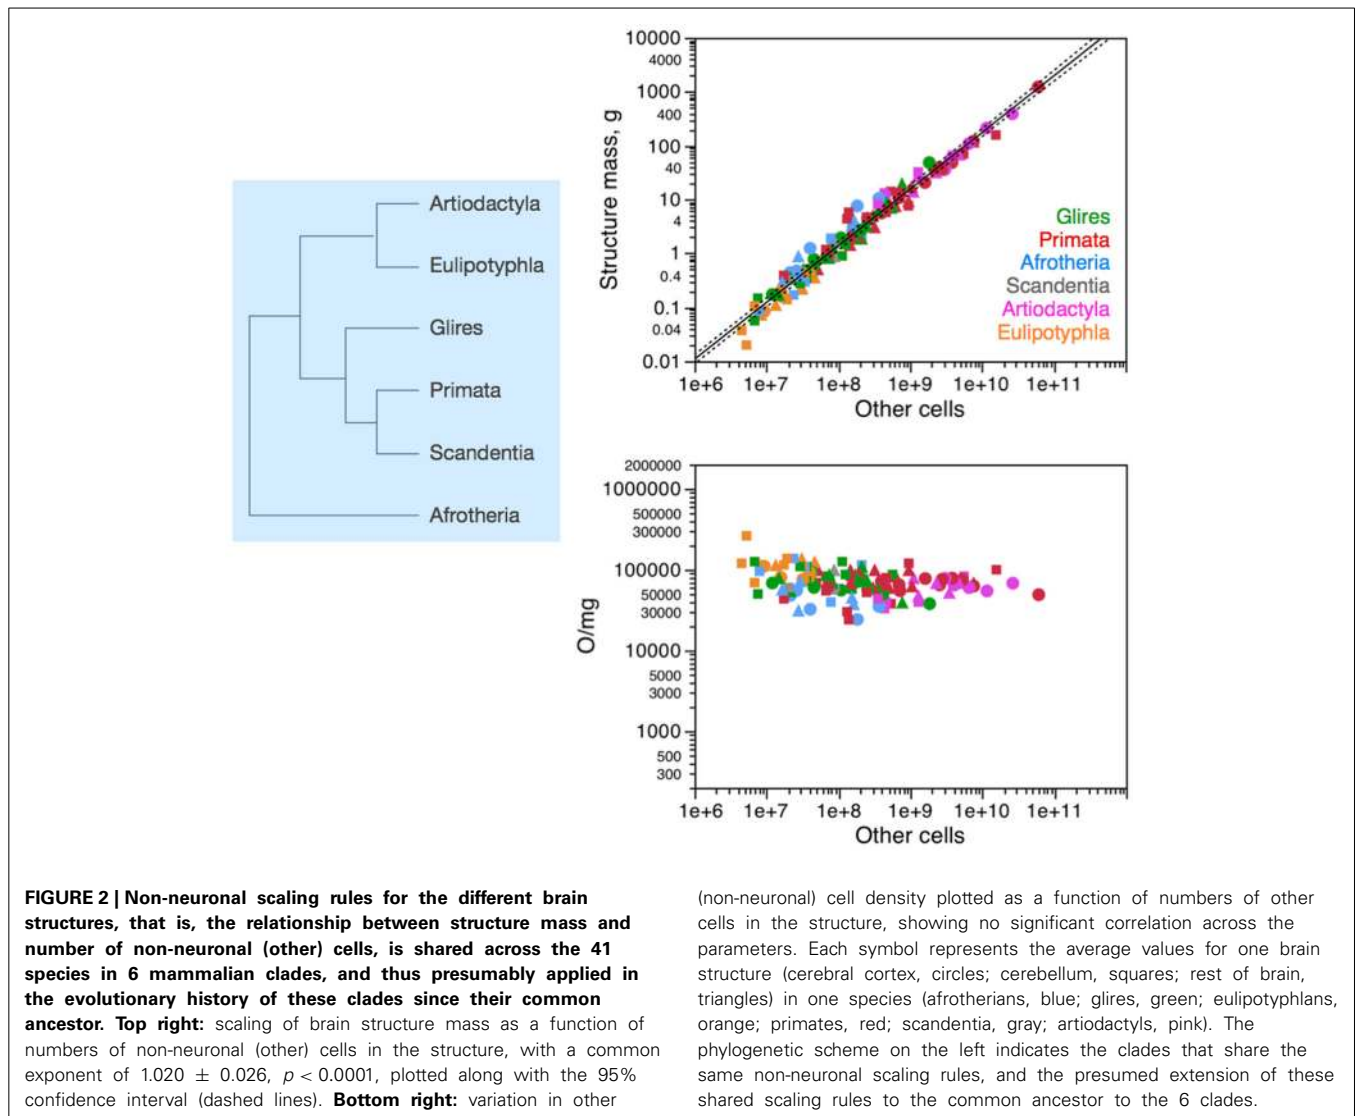 Artiodactyla
Eulipotyphla
Glires
Primata
Scandentia
Afrotheria
Structure mass, g
10000
4000
1000
400
100
40
10
4
1
0.4
0.1
0.04
0.01
Glires
Primata
Afrotheria
Scandentia
Artiodactyla
Eulipotyphla
1e+6 1e+7 1e+8 1e+9 1e+10 1e+11
Other cells
O/mg
2000000
1000000
500000
300000
100000
50000
30000
10000
5000
3000
1000
500
300
1e+6 1e+7 1e+8 1e+9 1e+10 1e+11
Other cells
FIGURE 2 | Non-neuronal scaling rules for the different brain
structures, that is, the relationship between structure mass and
number of non-neuronal (other) cells, is shared across the 41
species in 6 mammalian clades, and thus presumably applied in
the evolutionary history of these clades since their common
ancestor. Top right: scaling of brain structure mass as a function of
numbers of non-neuronal (other) cells in the structure, with a common
exponent of 1.020 ± 0.026, p < 0.0001, plotted along with the 95%
confidence interval (dashed lines). Bottom right: variation in other
(non-neuronal) cell density plotted as a function of numbers of other
cells in the structure, showing no significant correlation across the
parameters. Each symbol represents the average values for one brain
structure (cerebral cortex, circles; cerebellum, squares; rest of brain,
triangles) in one species (afrotherians, blue; glires, green; eulipotyphlans,
orange; primates, red; scandentia, gray; artiodactyls, pink). The
phylogenetic scheme on the left indicates the clades that share the
same non-neuronal scaling rules, and the presumed extension of these
shared scaling rules to the common ancestor to the 6 clades.